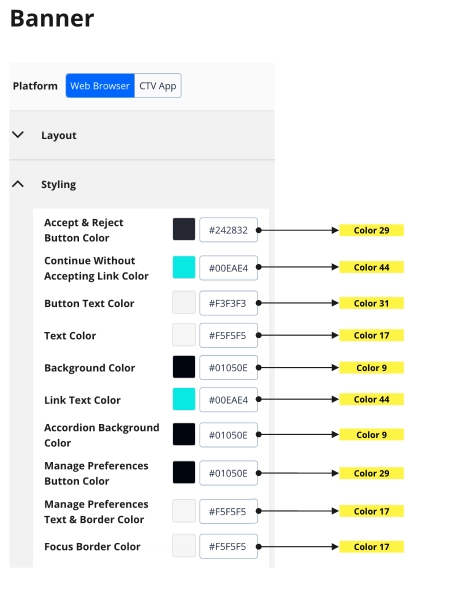 Banner
Platform Web Browser CTV App
Layout
Styling
Accept & Reject
Button Color #242832 Color 29
Continue Without
Accepting Link Color #00EAE4 Color 44
Button Text Color #F3F3F3 Color 31
Text Color #F5F5F5 Color 17
Background Color #01050E Color 9
Link Text Color #00EAE4 Color 44
Accordion Background
Color #01050E Color 9
Manage Preferences
Button Color #01050E Color 29
Manage Preferences
Text & Border Color #F5F5F5 Color 17
Focus Border Color #F5F5F5 Color 17